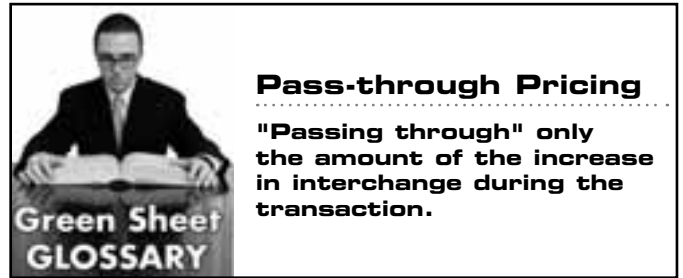 Pass-through Pricing
"Passing through" only
the amount of the increase
in interchange during the
transaction.
Green Sheet
GLOSSARY